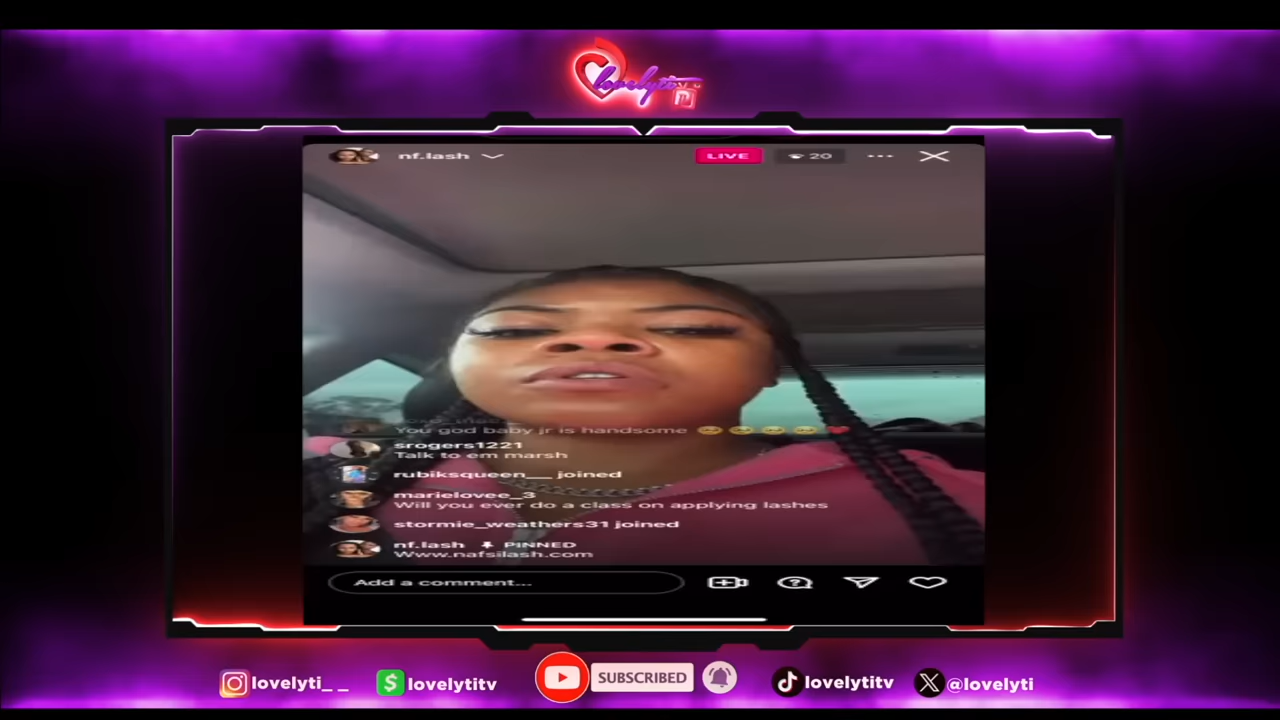 lovelytitv
nf.lash
LIVE
20
You god baby jr is handsome 🥹🥹🥹🥹❤️
srogers1221
Talk to em marsh
rubiksqueen__ joined
marielovee_3
Will you ever do a class on applying lashes
stormie_weathers31 joined
nf.lash PINNED
Www.nafsilash.com
Add a comment...
lovelyti_ _
lovelytitv
SUBSCRIBED
lovelytitv
@lovelyti